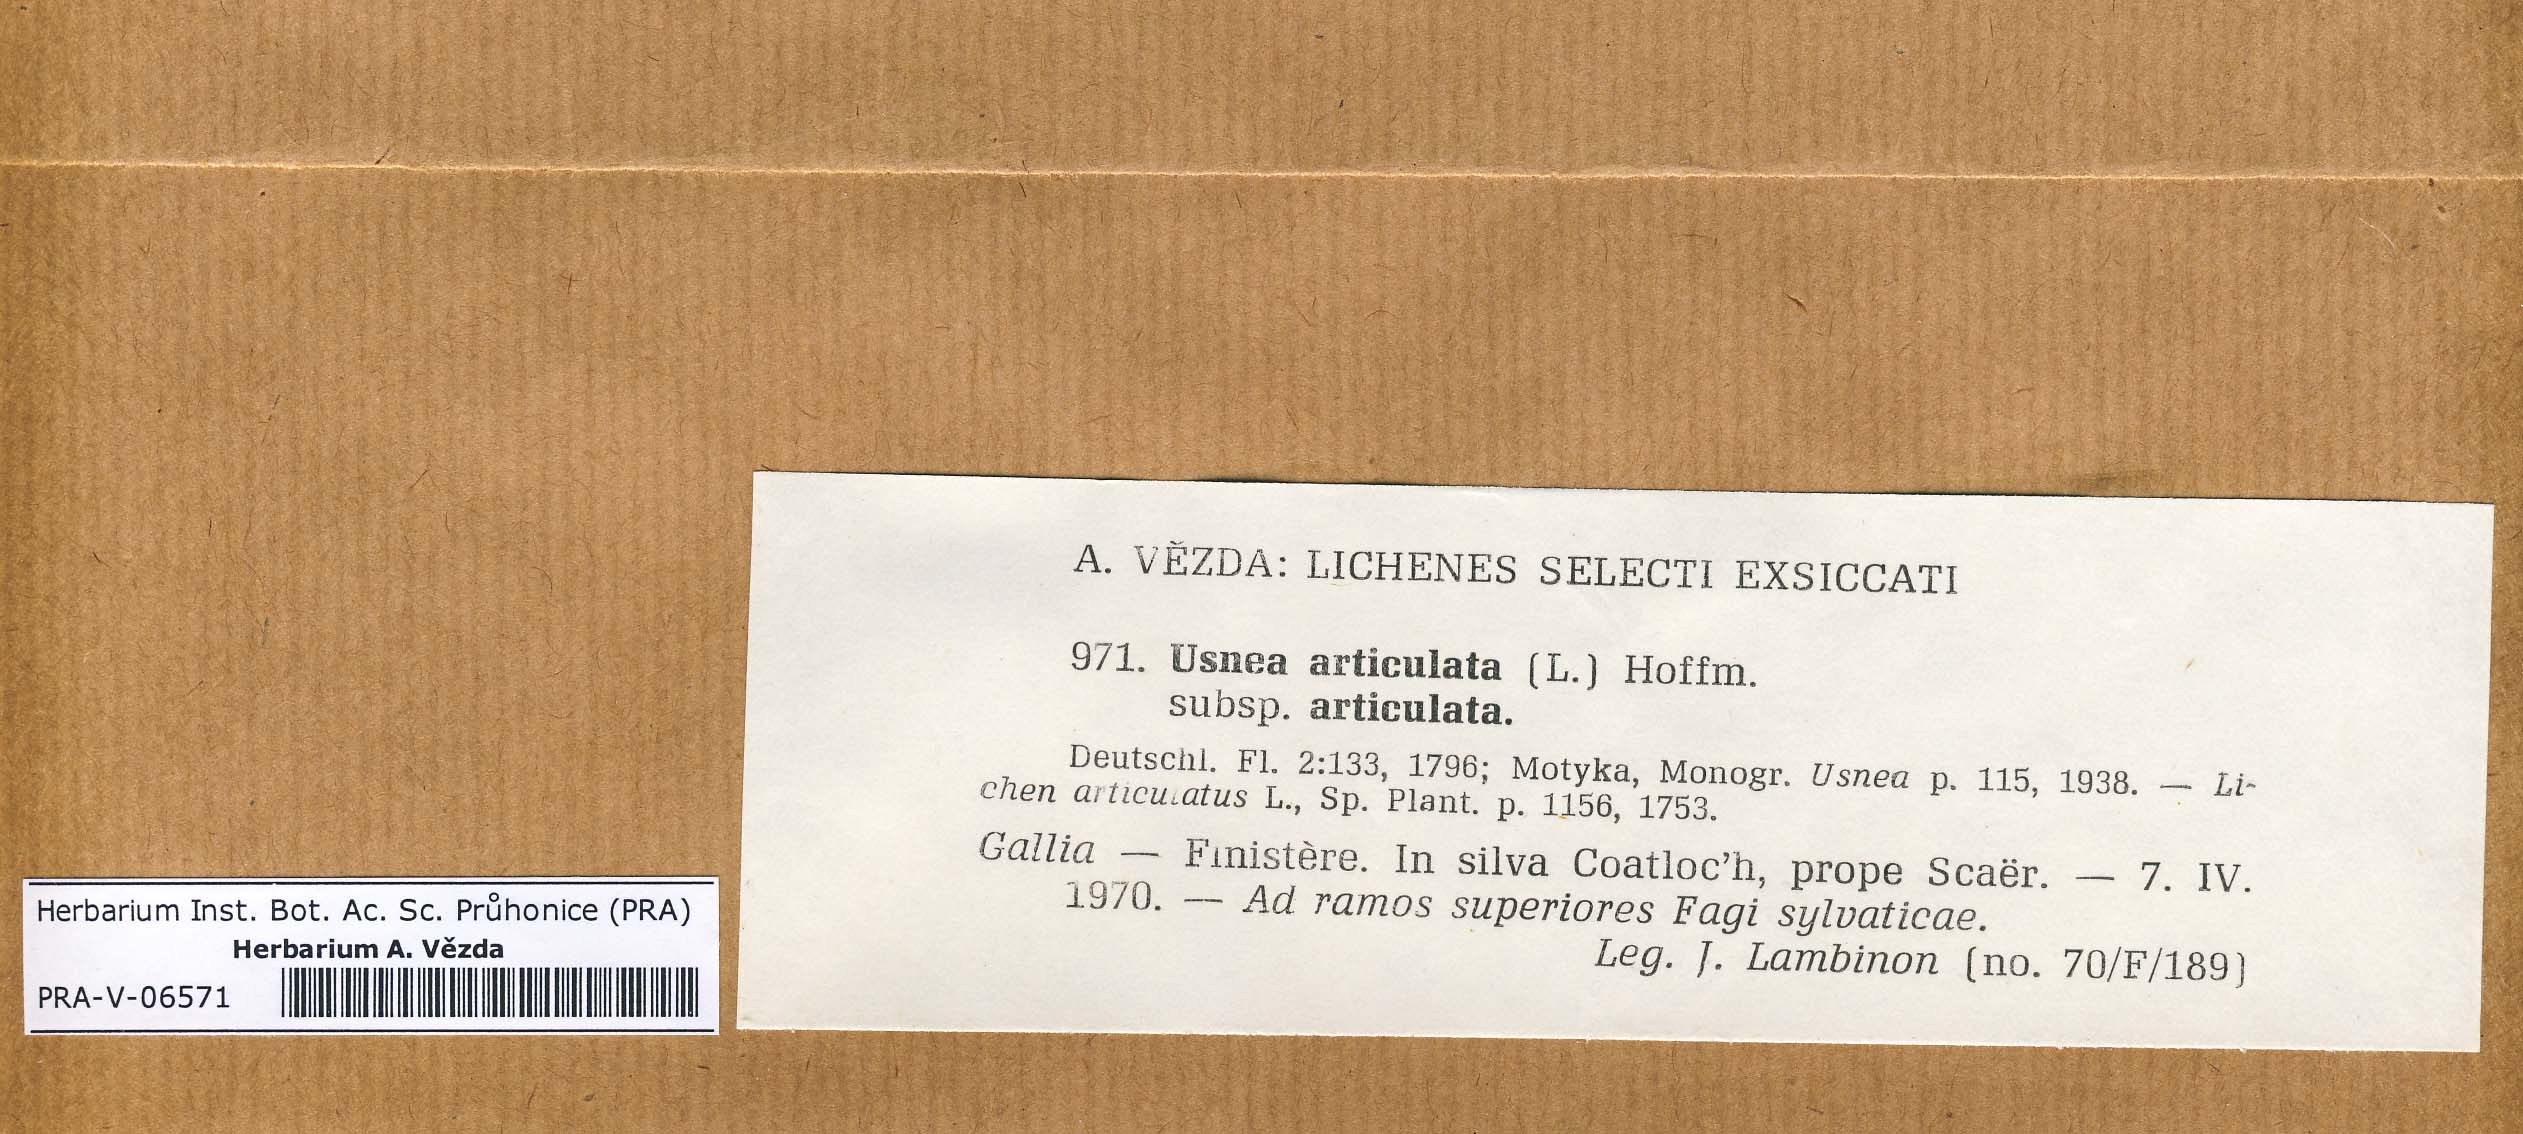 A. VĚZDA: LICHENES SELECTI EXSICCATI
971. Usnea articulata (L.) Hoffm.
subsp. articulata.
Deutschl. Fl. 2:133, 1796; Motyka, Monogr. Usnea p. 115, 1938. — Li-
chen articulatus L., Sp. Plant. p. 1156, 1753.
Gallia — Finistère. In silva Coatloc'h, prope Scaër. — 7. IV.
1970. — Ad ramos superiores Fagi sylvaticae.
Leg. J. Lambinon (no. 70/F/189)
Herbarium Inst. Bot. Ac. Sc. Průhonice (PRA)
Herbarium A. Vězda
PRA-V-06571